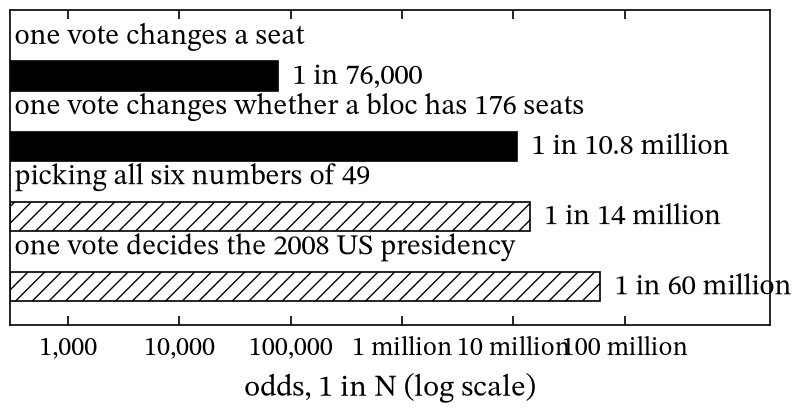 one vote changes a seat
1 in 76,000
one vote changes whether a bloc has 176 seats
1 in 10.8 million
picking all six numbers of 49
1 in 14 million
one vote decides the 2008 US presidency
1 in 60 million
1,000 10,000 100,000 1 million 10 million 100 million
odds, 1 in N (log scale)